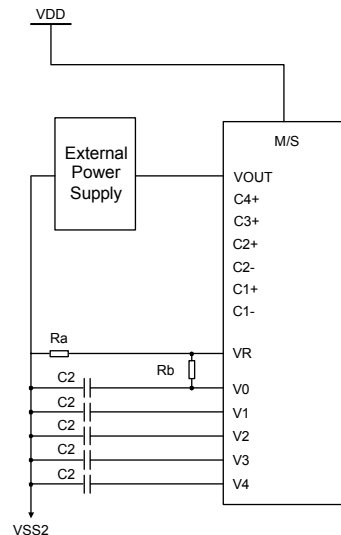 VDD
M/S
External
Power
Supply
VOUT
C4+
C3+
C2+
C2-
C1+
C1-
Ra
VR
Rb
C2
V0
C2
V1
C2
V2
C2
V3
C2
V4
VSS2